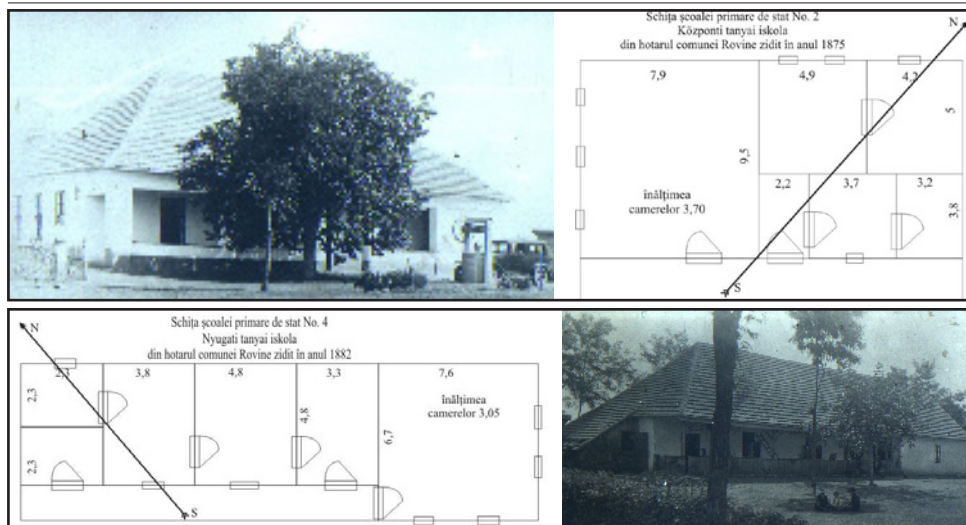 Schița școalei primare de stat No. 2
Központi tanyai iskola
din hotarul comunei Rovine zidit în anul 1875
N
7,9
4,9
4,2
5
9,5
2,2
3,7
3,2
înălțimea
camerelor 3,70
3,8
S
Schița școalei primare de stat No. 4
Nyugati tanyai iskola
din hotarul comunei Rovine zidit în anul 1882
N
2,3
3,8
4,8
3,3
7,6
2,3
înălțimea
camerelor 3,05
4,8
6,7
2,3
S